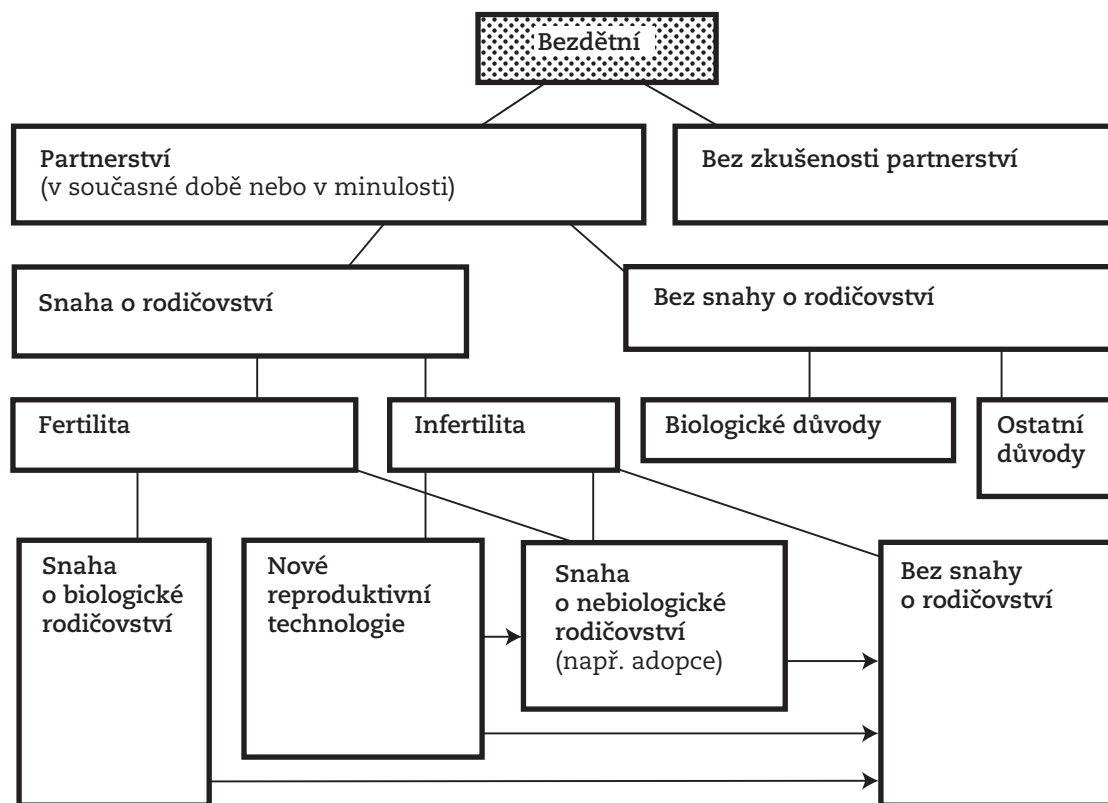 Bezdětní
Partnerství
(v současné době nebo v minulosti)
Bez zkušenosti partnerství
Snaha o rodičovství
Bez snahy o rodičovství
Fertilita
Infertilita
Biologické důvody
Ostatní
důvody
Snaha
o biologické
rodičovství
Nové
reproduktivní
technologie
Snaha
o nebiologické
rodičovství
(např. adopce)
Bez snahy
o rodičovství